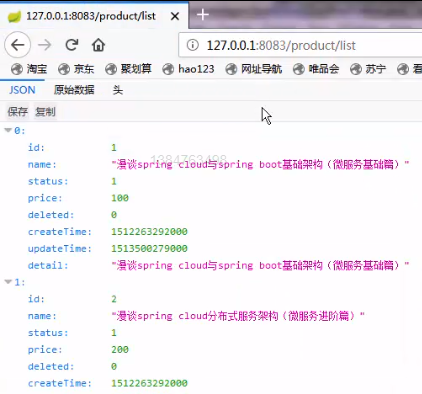 127.0.0.1:8083/product/list
127.0.0.1:8083/product/list
淘宝 京东 聚划算 hao123 网址导航 唯品会 苏宁
JSON 原始数据 头
保存 复制
0:
id: 1
name: "漫谈spring cloud与spring boot基础架构（微服务基础篇）"
status: 1
price: 100
deleted: 0
createTime: 1512263292000
updateTime: 1513500279000
detail: "漫谈spring cloud与spring boot基础架构（微服务基础篇）"
1:
id: 2
name: "漫谈spring cloud分布式服务架构（微服务进阶篇）"
status: 1
price: 200
deleted: 0
createTime: 1512263292000